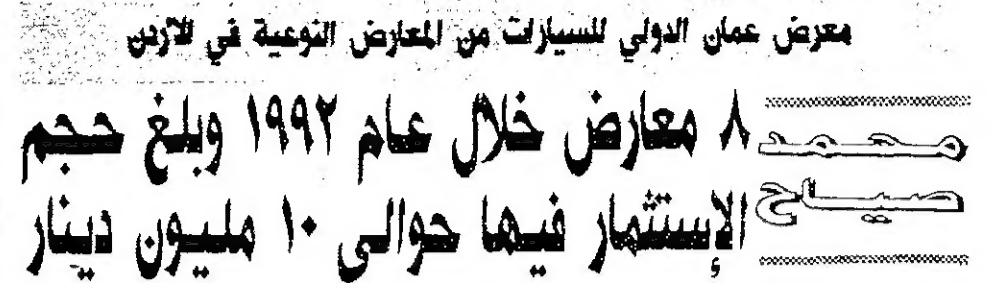 معرض عمان الدولي للسيارات من المعارض النوعية في الأردن
محمد
صياح
٨ معارض خلال عام ١٩٩٢ وبلغ حجم
الإستثمار فيها حوالى ١٠ مليون دينار